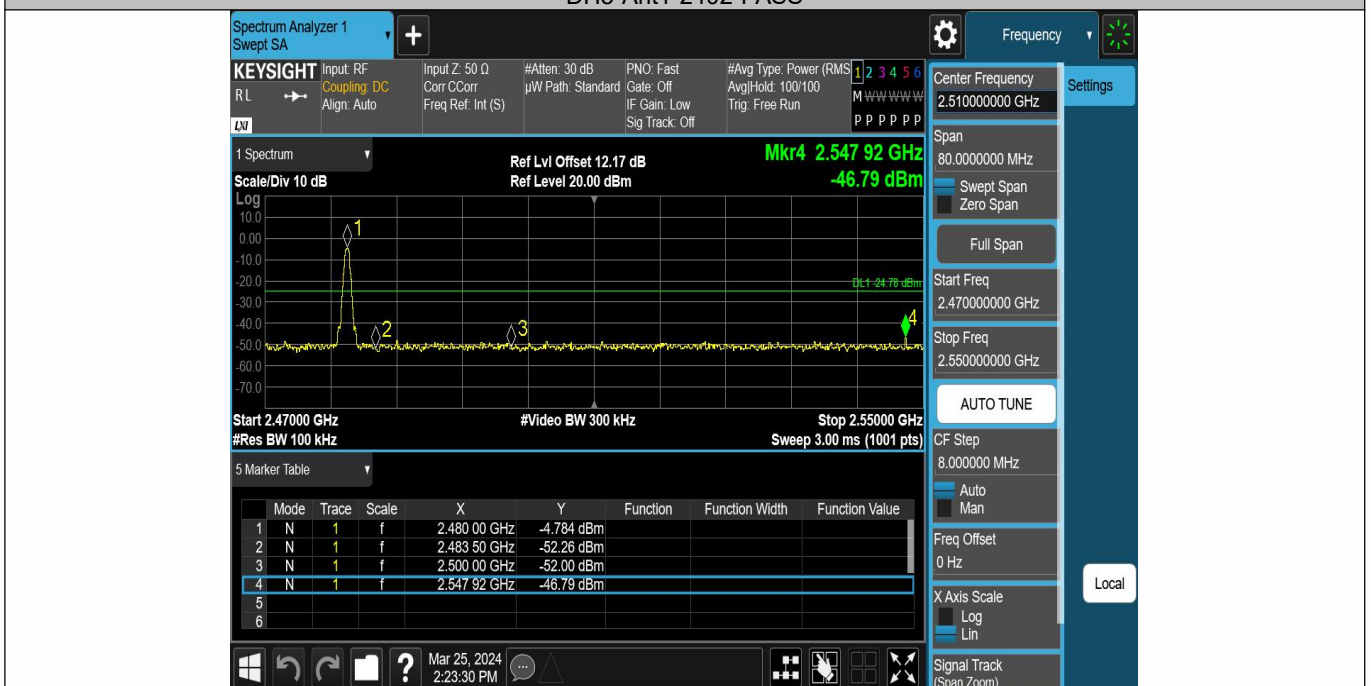 Spectrum Analyzer 1
Swept SA
+
Frequency
KEYSIGHT
RL
LXI
Input: RF
Coupling: DC
Align: Auto
Input Z: 50 Ω
Corr CCorr
Freq Ref: Int (S)
#Atten: 30 dB
µW Path: Standard
PNO: Fast
Gate: Off
IF Gain: Low
Sig Track: Off
#Avg Type: Power (RMS
Avg|Hold: 100/100
Trig: Free Run
1 2 3 4 5 6
M W W W W W
P P P P P P
1 Spectrum
Scale/Div 10 dB
Ref Lvl Offset 12.17 dB
Ref Level 20.00 dBm
Mkr4 2.547 92 GHz
-46.79 dBm
Log
10.0
0.00
-10.0
-20.0
-30.0
-40.0
-50.0
-60.0
-70.0
1
2
3
4
DL1 -24.78 dBm
Start 2.47000 GHz
#Video BW 300 kHz
Stop 2.55000 GHz
#Res BW 100 kHz
Sweep 3.00 ms (1001 pts)
5 Marker Table
Mode Trace Scale X Y Function Function Width Function Value
1 N 1 f 2.480 00 GHz -4.784 dBm
2 N 1 f 2.483 50 GHz -52.26 dBm
3 N 1 f 2.500 00 GHz -52.00 dBm
4 N 1 f 2.547 92 GHz -46.79 dBm
5
6
Mar 25, 2024
2:23:30 PM
?
Center Frequency
2.510000000 GHz
Settings
Span
80.0000000 MHz
Swept Span
Zero Span
Full Span
Start Freq
2.470000000 GHz
Stop Freq
2.550000000 GHz
AUTO TUNE
CF Step
8.000000 MHz
Auto
Man
Freq Offset
0 Hz
X Axis Scale
Log
Lin
Local
Signal Track
(Span Zoom)